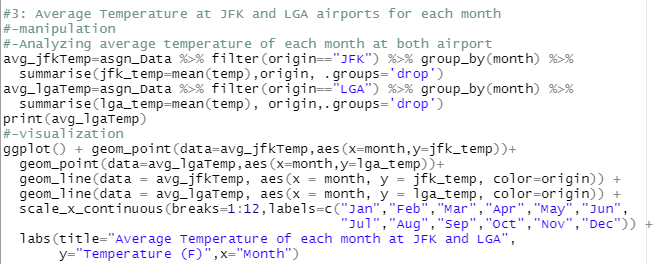 #3: Average Temperature at JFK and LGA airports for each month
#-manipulation
#-Analyzing average temperature of each month at both airport
avg_jfkTemp=asgn_Data %>% filter(origin=="JFK") %>% group_by(month) %>%
  summarise(jfk_temp=mean(temp),origin, .groups='drop')
avg_lgaTemp=asgn_Data %>% filter(origin=="LGA") %>% group_by(month) %>%
  summarise(lga_temp=mean(temp), origin,.groups='drop')
print(avg_lgaTemp)
#-visualization
ggplot() + geom_point(data=avg_jfkTemp,aes(x=month,y=jfk_temp))+
  geom_point(data=avg_lgaTemp,aes(x=month,y=lga_temp))+
  geom_line(data = avg_jfkTemp, aes(x = month, y = jfk_temp, color=origin)) +
  geom_line(data = avg_lgaTemp, aes(x = month, y = lga_temp, color=origin)) +
  scale_x_continuous(breaks=1:12,labels=c("Jan","Feb","Mar","Apr","May","Jun",
                                          "Jul","Aug","Sep","Oct","Nov","Dec")) +
  labs(title="Average Temperature of each month at JFK and LGA",
       y="Temperature (F)",x="Month")